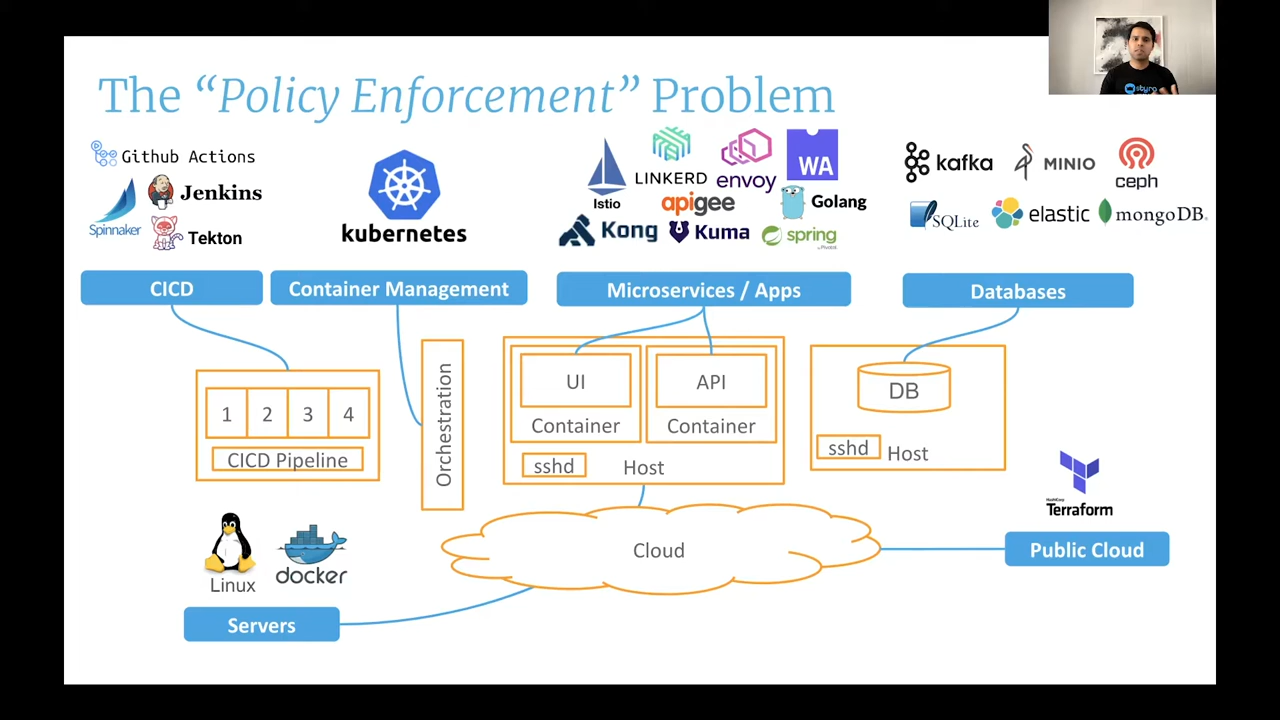 The “Policy Enforcement” Problem
styra
Github Actions
Jenkins
Spinnaker
Tekton
kubernetes
Istio
LINKERD
envoy
WA
apigee
Golang
Kong
Kuma
spring
kafka
MINIO
ceph
SQLite
elastic
mongoDB
CICD
Container Management
Microservices / Apps
Databases
1 2 3 4
CICD Pipeline
Orchestration
UI
Container
API
Container
sshd
Host
DB
sshd
Host
Linux
docker
Servers
Cloud
HashiCorp
Terraform
Public Cloud